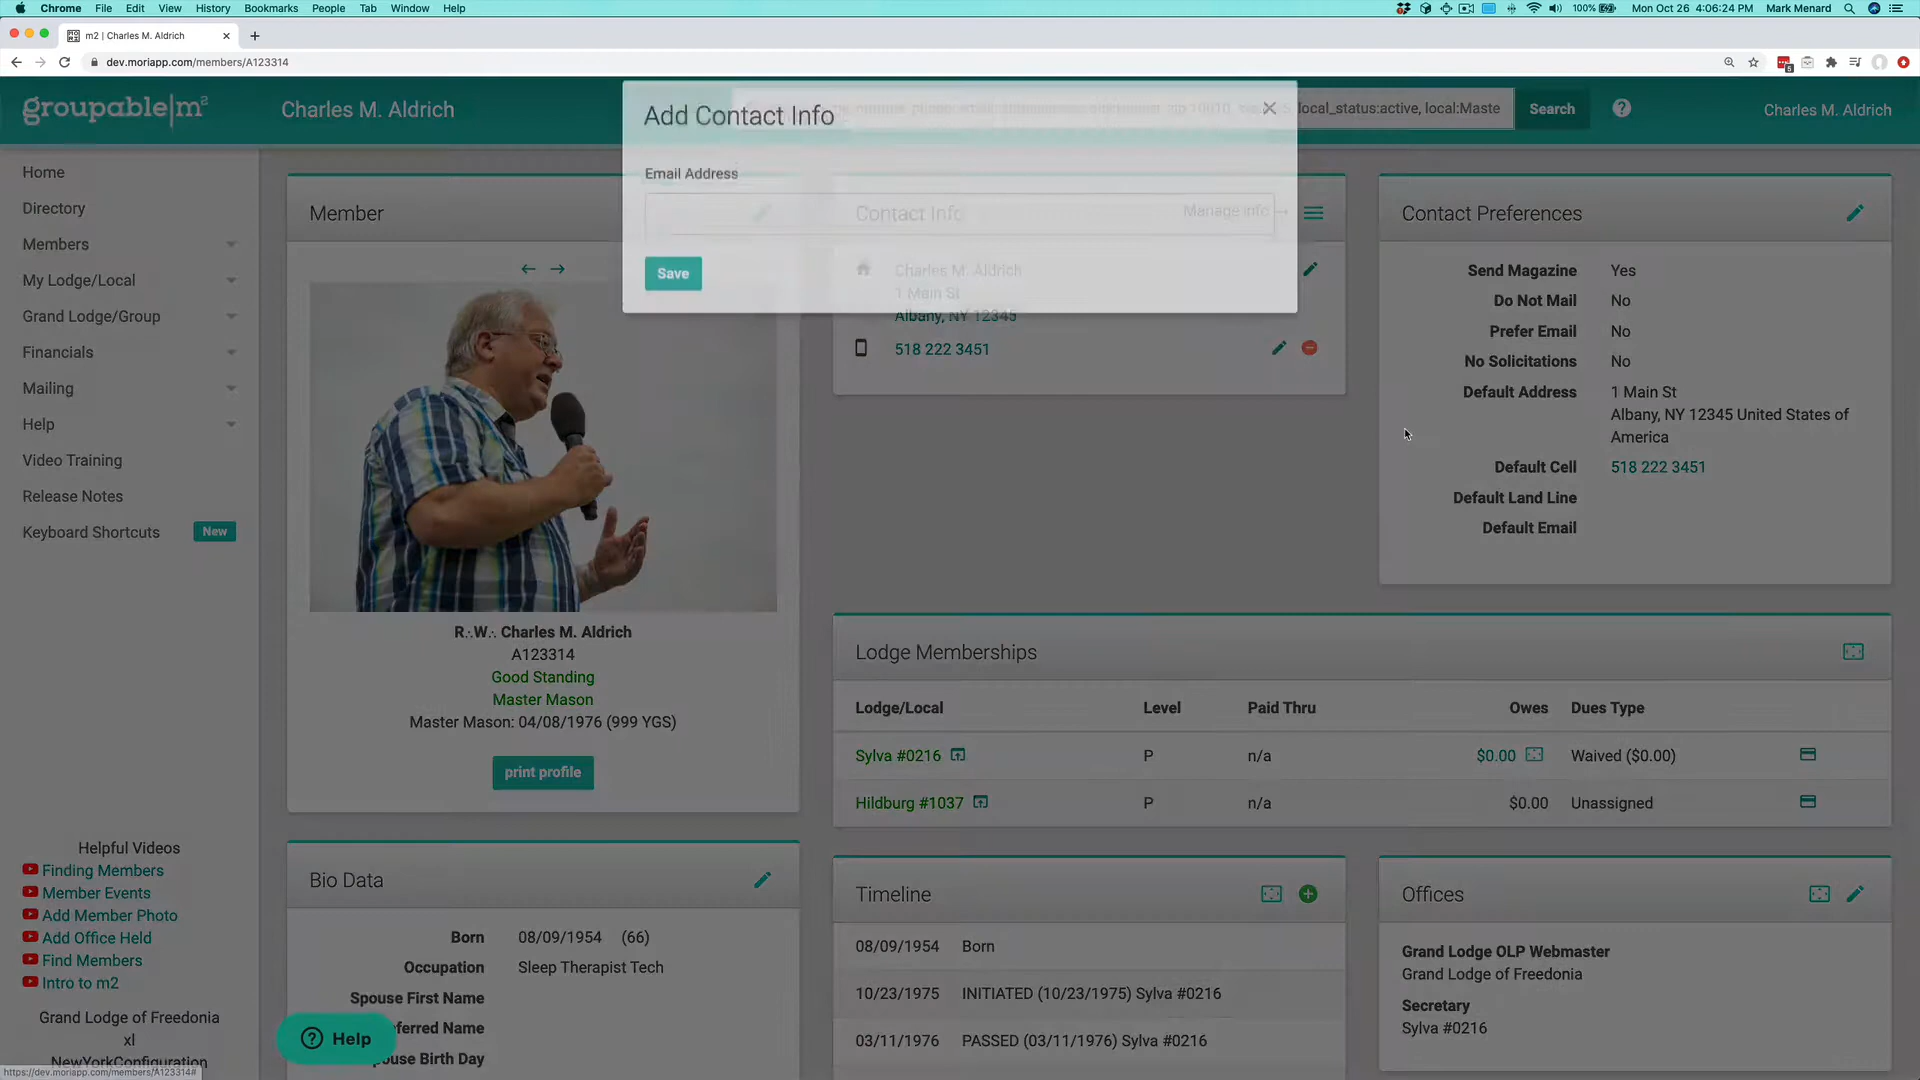 Chrome File Edit View History Bookmarks People Tab Window Help 100% Mon Oct 26 4:06:24 PM Mark Menard
m2 | Charles M. Aldrich
dev.moriapp.com/members/A123314
groupable|m² Charles M. Aldrich local_status:active, local:Maste Search Charles M. Aldrich
Add Contact Info
Email Address
Save
Home
Directory
Members
My Lodge/Local
Grand Lodge/Group
Financials
Mailing
Help
Video Training
Release Notes
Keyboard Shortcuts New
Helpful Videos
Finding Members
Member Events
Add Member Photo
Add Office Held
Find Members
Intro to m2
Grand Lodge of Freedonia
xl
NewYorkConfiguration
https://dev.moriapp.com/members/A123314#
Member
R∴W∴ Charles M. Aldrich
A123314
Good Standing
Master Mason
Master Mason: 04/08/1976 (999 YGS)
print profile
Contact Info Manage Info →
Charles M. Aldrich
1 Main St
Albany, NY 12345
518 222 3451
Contact Preferences
Send Magazine Yes
Do Not Mail No
Prefer Email No
No Solicitations No
Default Address 1 Main St
Albany, NY 12345 United States of
America
Default Cell 518 222 3451
Default Land Line
Default Email
Lodge Memberships
Lodge/Local Level Paid Thru Owes Dues Type
Sylva #0216 P n/a $0.00 Waived ($0.00)
Hildburg #1037 P n/a $0.00 Unassigned
Bio Data
Born 08/09/1954 (66)
Occupation Sleep Therapist Tech
Spouse First Name
eferred Name
ouse Birth Day
Help
Timeline
08/09/1954 Born
10/23/1975 INITIATED (10/23/1975) Sylva #0216
03/11/1976 PASSED (03/11/1976) Sylva #0216
Offices
Grand Lodge OLP Webmaster
Grand Lodge of Freedonia
Secretary
Sylva #0216